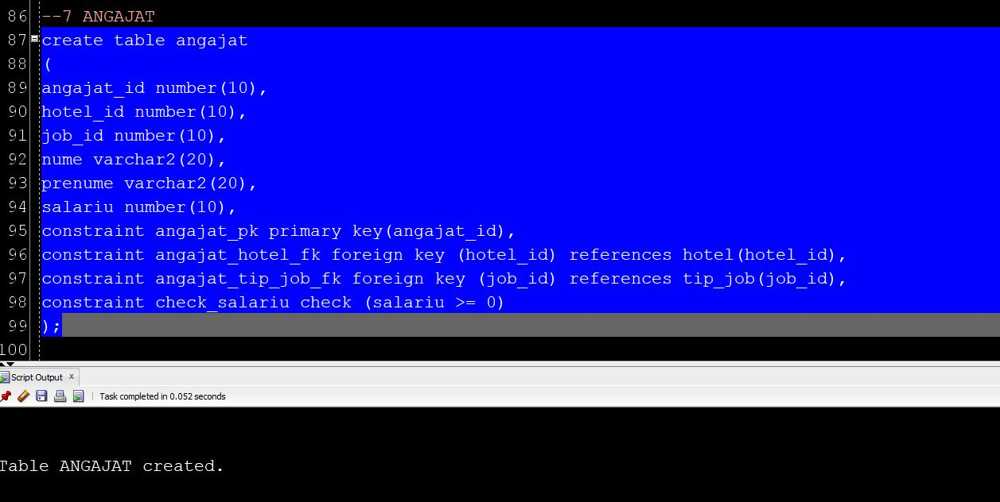 86 --7 ANGAJAT
87 create table angajat
88 (
89 angajat_id number(10),
90 hotel_id number(10),
91 job_id number(10),
92 nume varchar2(20),
93 prenume varchar2(20),
94 salariu number(10),
95 constraint angajat_pk primary key(angajat_id),
96 constraint angajat_hotel_fk foreign key (hotel_id) references hotel(hotel_id),
97 constraint angajat_tip_job_fk foreign key (job_id) references tip_job(job_id),
98 constraint check_salariu check (salariu >= 0)
99 );
100
Script Output x
Task completed in 0.052 seconds
Table ANGAJAT created.